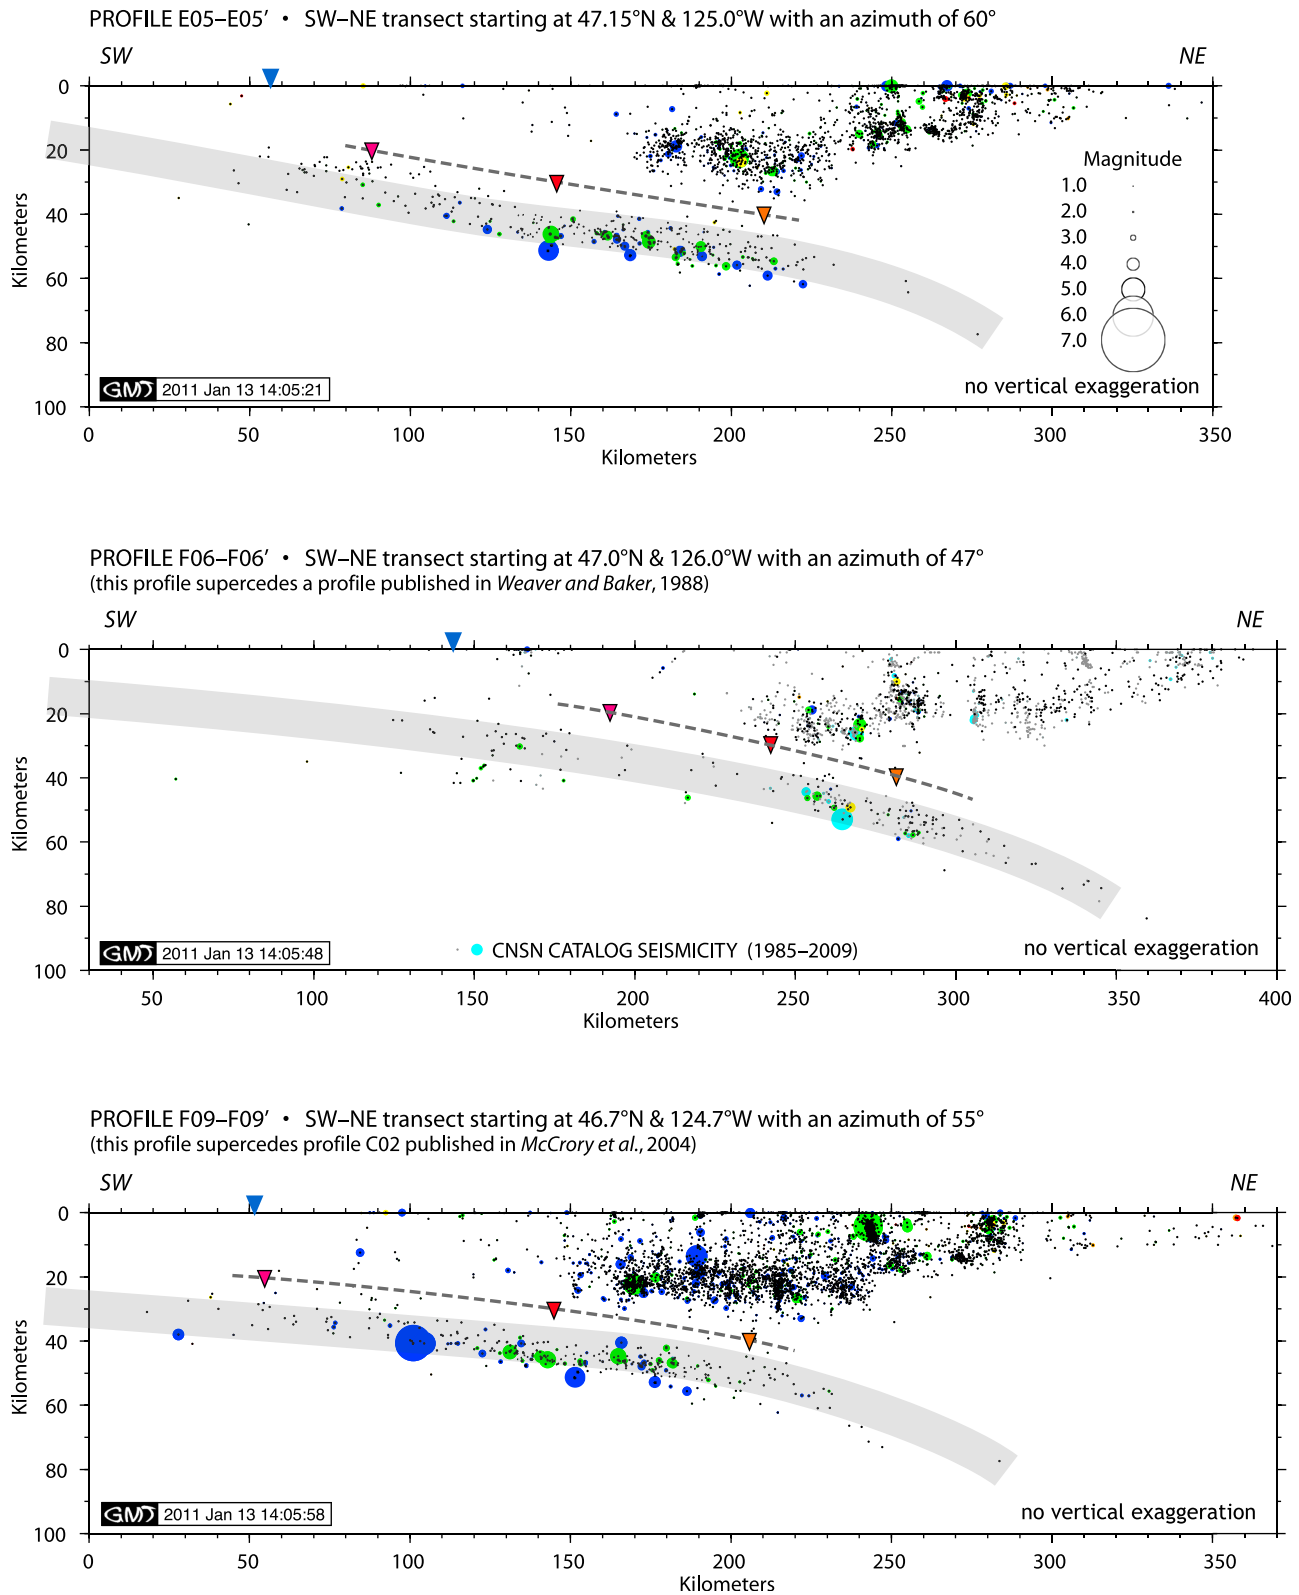 PROFILE E05–E05′ • SW–NE transect starting at 47.15°N & 125.0°W with an azimuth of 60°
SW
NE
0
20
40
60
80
100
Kilometers
Magnitude
1.0
2.0
3.0
4.0
5.0
6.0
7.0
GMT 2011 Jan 13 14:05:21
no vertical exaggeration
0 50 100 150 200 250 300 350
Kilometers
PROFILE F06–F06′ • SW–NE transect starting at 47.0°N & 126.0°W with an azimuth of 47°
(this profile supercedes a profile published in Weaver and Baker, 1988)
SW
NE
0
20
40
60
80
100
Kilometers
GMT 2011 Jan 13 14:05:48
CNSN CATALOG SEISMICITY (1985–2009)
no vertical exaggeration
50 100 150 200 250 300 350 400
Kilometers
PROFILE F09–F09′ • SW–NE transect starting at 46.7°N & 124.7°W with an azimuth of 55°
(this profile supercedes profile C02 published in McCrory et al., 2004)
SW
NE
0
20
40
60
80
100
Kilometers
GMT 2011 Jan 13 14:05:58
no vertical exaggeration
0 50 100 150 200 250 300 350
Kilometers